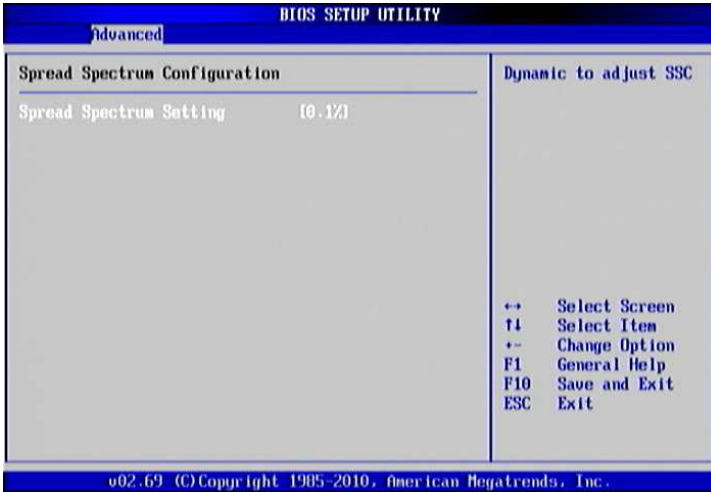 BIOS SETUP UTILITY
Advanced
Spread Spectrum Configuration
Spread Spectrum Setting [0.1%]
Dynamic to adjust SSC
↔ Select Screen
↑↓ Select Item
+- Change Option
F1 General Help
F10 Save and Exit
ESC Exit
v02.69 (C)Copyright 1985-2010, American Megatrends, Inc.